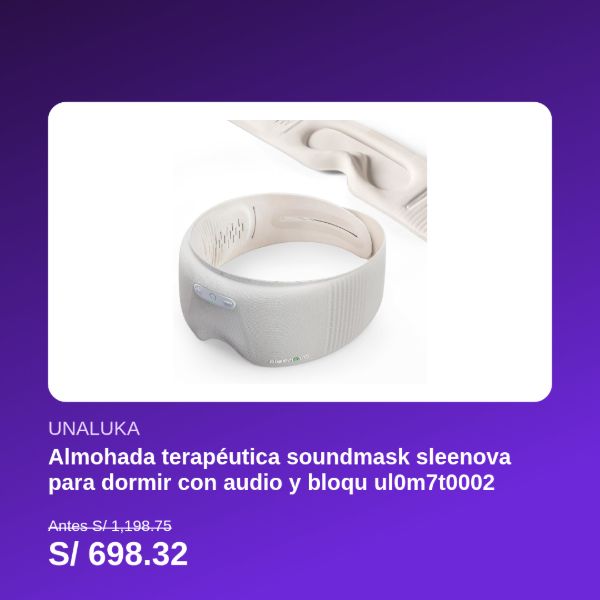 UNALUKA
Almohada terapéutica soundmask sleenova
para dormir con audio y bloqu ul0m7t0002
Antes S/ 1,198.75
S/ 698.32